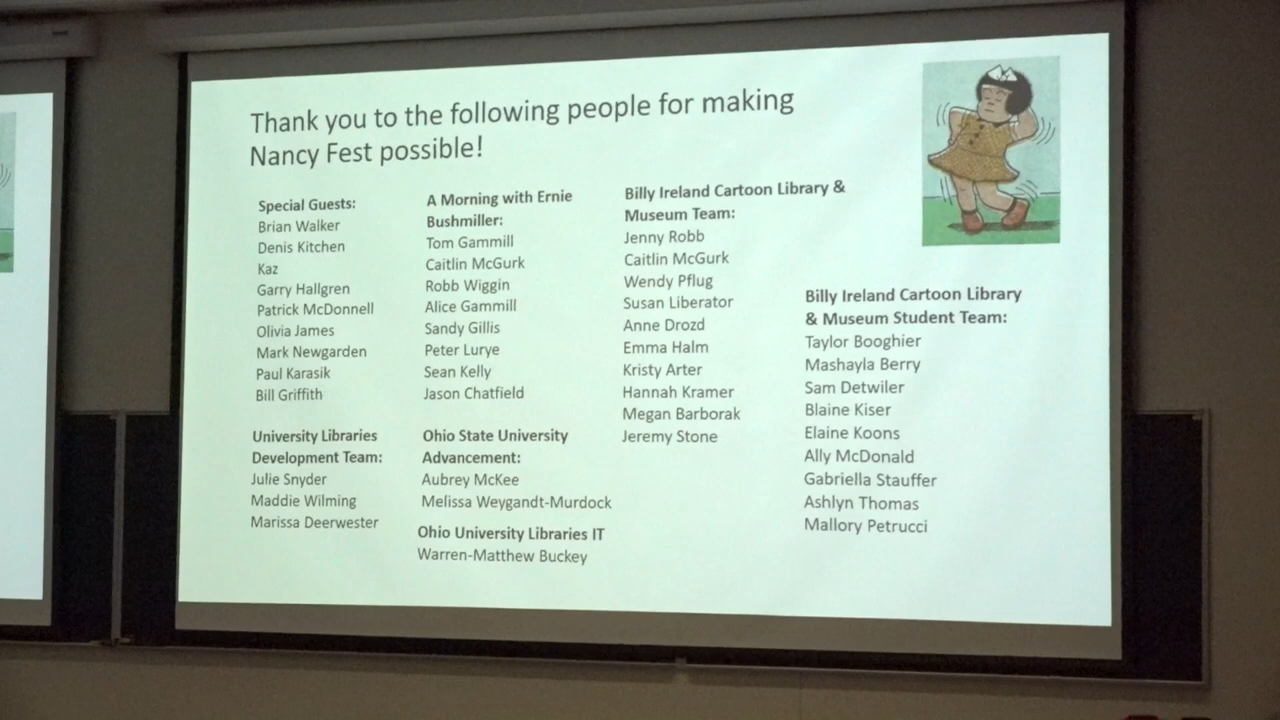 Thank you to the following people for making
Nancy Fest possible!
Special Guests:
Brian Walker
Denis Kitchen
Kaz
Garry Hallgren
Patrick McDonnell
Olivia James
Mark Newgarden
Paul Karasik
Bill Griffith
University Libraries
Development Team:
Julie Snyder
Maddie Wilming
Marissa Deerwester
A Morning with Ernie
Bushmiller:
Tom Gammill
Caitlin McGurk
Robb Wiggin
Alice Gammill
Sandy Gillis
Peter Lurye
Sean Kelly
Jason Chatfield
Ohio State University
Advancement:
Aubrey McKee
Melissa Weygandt-Murdock
Ohio University Libraries IT
Warren-Matthew Buckey
Billy Ireland Cartoon Library &
Museum Team:
Jenny Robb
Caitlin McGurk
Wendy Pflug
Susan Liberator
Anne Drozd
Emma Halm
Kristy Arter
Hannah Kramer
Megan Barborak
Jeremy Stone
Billy Ireland Cartoon Library
& Museum Student Team:
Taylor Booghier
Mashayla Berry
Sam Detwiler
Blaine Kiser
Elaine Koons
Ally McDonald
Gabriella Stauffer
Ashlyn Thomas
Mallory Petrucci